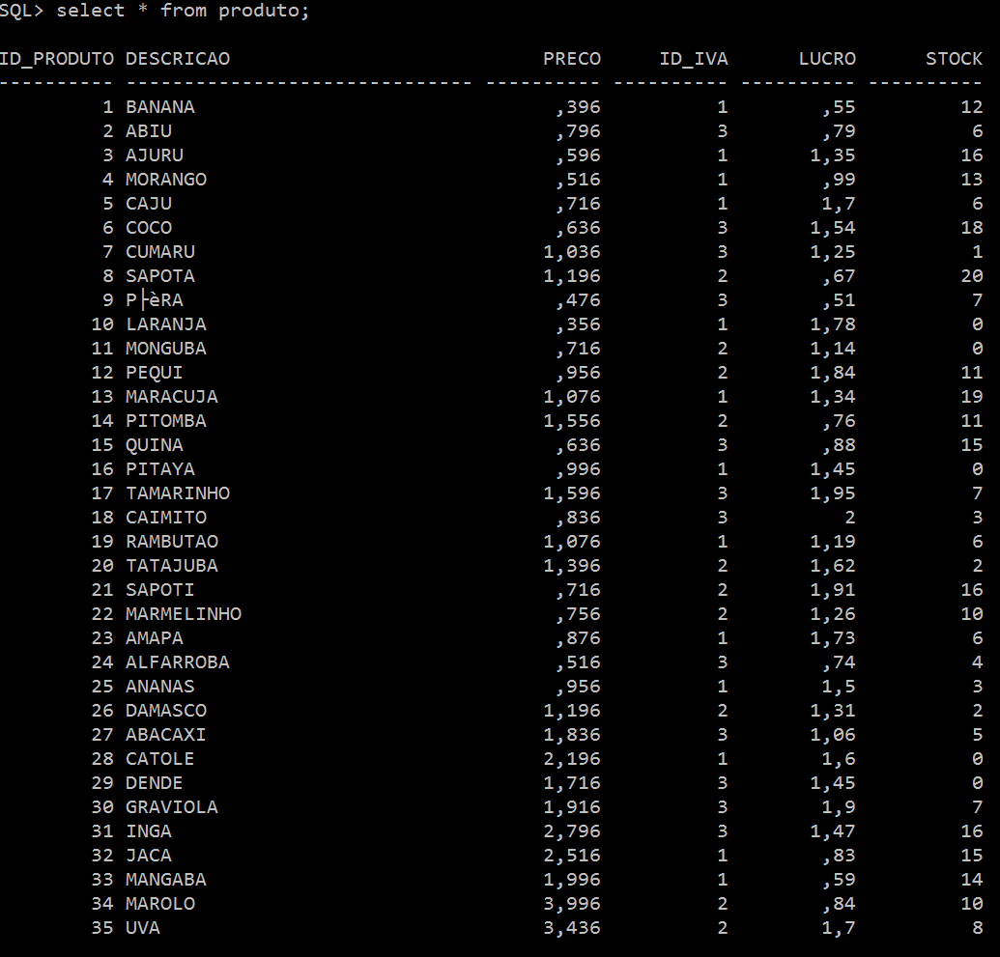 SQL> select * from produto;
ID_PRODUTO DESCRICAO                           PRECO     ID_IVA      LUCRO      STOCK
---------- ------------------------------ ---------- ---------- ---------- ----------
         1 BANANA                               ,396          1        ,55         12
         2 ABIU                                 ,796          3        ,79          6
         3 AJURU                                ,596          1       1,35         16
         4 MORANGO                              ,516          1        ,99         13
         5 CAJU                                 ,716          1        1,7          6
         6 COCO                                 ,636          3       1,54         18
         7 CUMARU                              1,036          3       1,25          1
         8 SAPOTA                              1,196          2        ,67         20
         9 P├èRA                                ,476          3        ,51          7
        10 LARANJA                              ,356          1       1,78          0
        11 MONGUBA                              ,716          2       1,14          0
        12 PEQUI                                ,956          2       1,84         11
        13 MARACUJA                            1,076          1       1,34         19
        14 PITOMBA                             1,556          2        ,76         11
        15 QUINA                                ,636          3        ,88         15
        16 PITAYA                               ,996          1       1,45          0
        17 TAMARINHO                           1,596          3       1,95          7
        18 CAIMITO                              ,836          3          2          3
        19 RAMBUTAO                            1,076          1       1,19          6
        20 TATAJUBA                            1,396          2       1,62          2
        21 SAPOTI                               ,716          2       1,91         16
        22 MARMELINHO                           ,756          2       1,26         10
        23 AMAPA                                ,876          1       1,73          6
        24 ALFARROBA                            ,516          3        ,74          4
        25 ANANAS                               ,956          1        1,5          3
        26 DAMASCO                             1,196          2       1,31          2
        27 ABACAXI                             1,836          3       1,06          5
        28 CATOLE                              2,196          1        1,6          0
        29 DENDE                               1,716          3       1,45          0
        30 GRAVIOLA                            1,916          3        1,9          7
        31 INGA                                2,796          3       1,47         16
        32 JACA                                2,516          1        ,83         15
        33 MANGABA                             1,996          1        ,59         14
        34 MAROLO                              3,996          2        ,84         10
        35 UVA                                 3,436          2        1,7          8